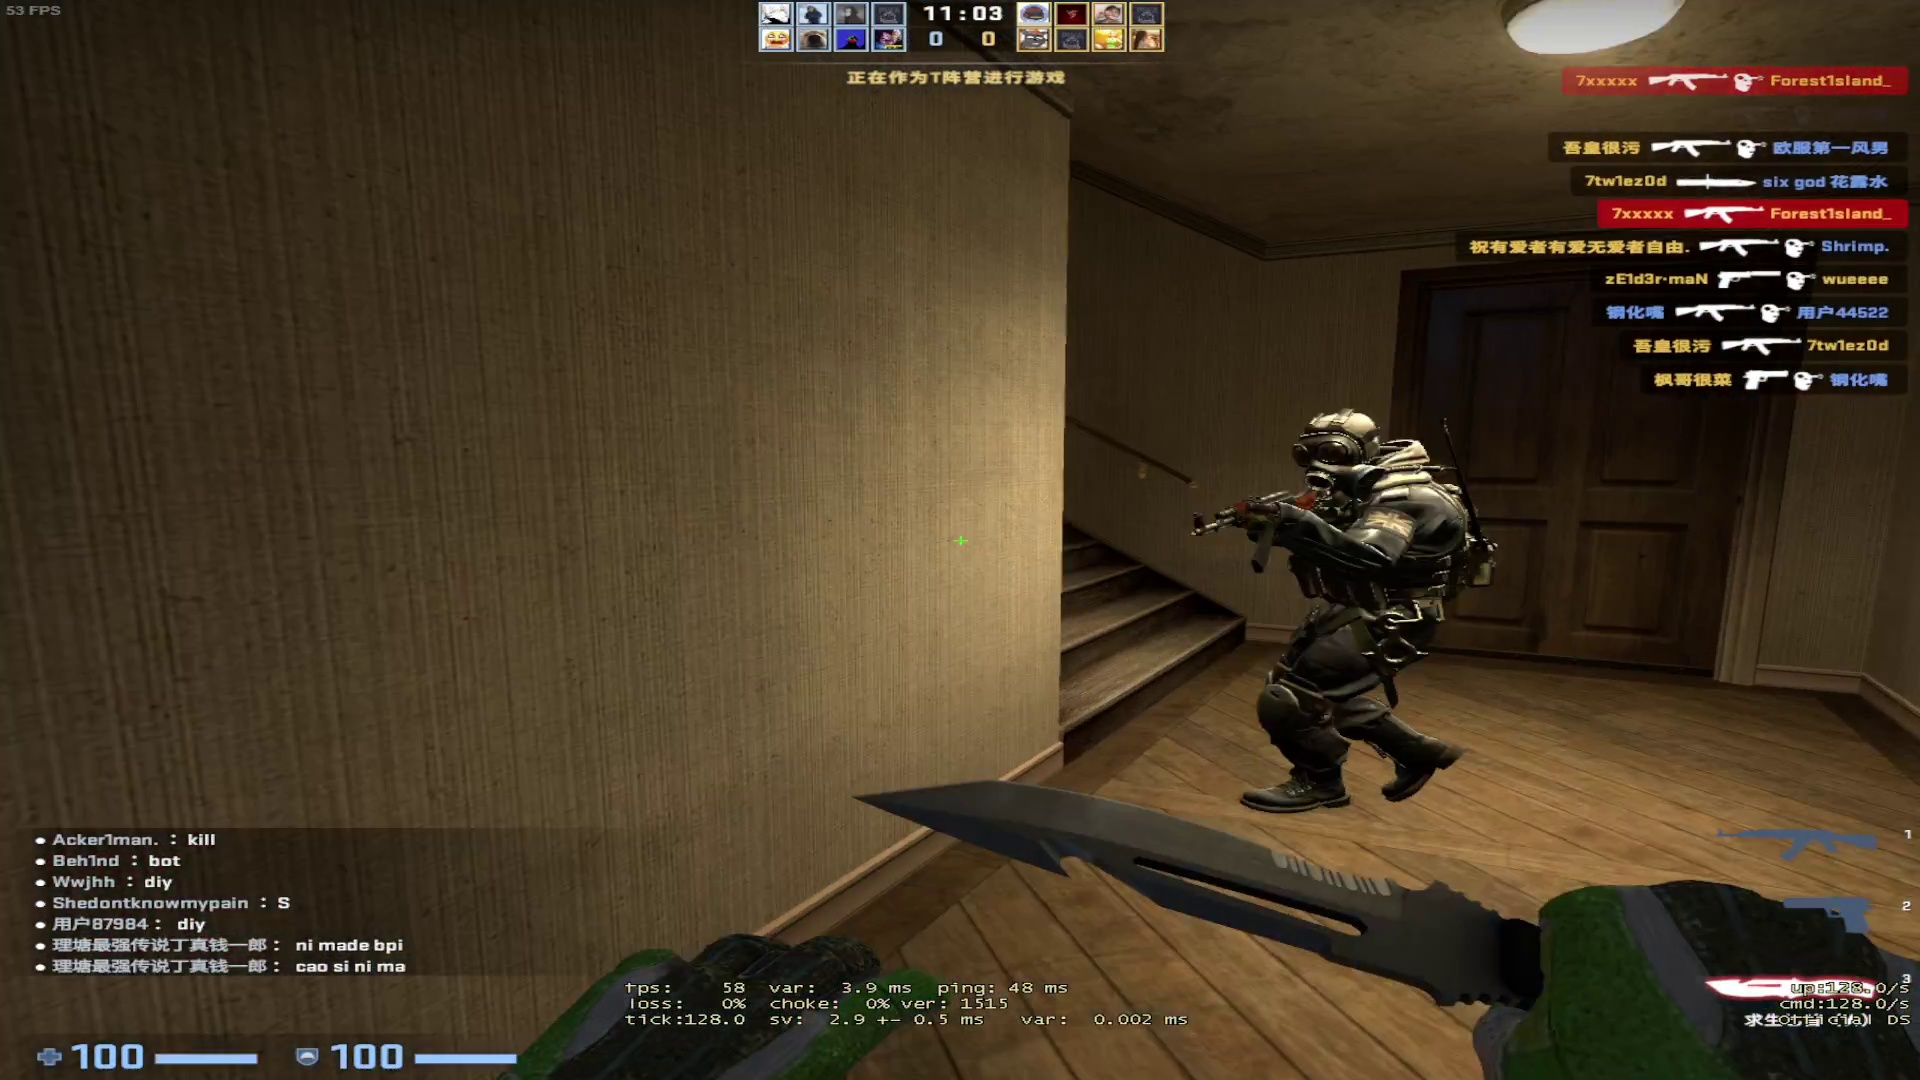 53 FPS
11:03
0 0
正在作为T阵营进行游戏
7xxxxx Forest1sland_
吾皇很污 欧服第一风男
7tw1ez0d six god 花露水
7xxxxx Forest1sland_
祝有爱者有爱无爱者自由. Shrimp.
zE1d3r·maN wueeee
钢化嘴 用户44522
吾皇很污 7tw1ez0d
枫哥很菜 钢化嘴
1
2
3
Acker1man. : kill
Beh1nd : bot
Wwjhh : diy
Shedontknowmypain : S
用户87984 : diy
理塘最强传说丁真钱一郎 : ni made bpi
理塘最强传说丁真钱一郎 : cao si ni ma
fps: 58 var: 3.9 ms ping: 48 ms
loss: 0% choke: 0% ver: 1515
tick:128.0 sv: 2.9 +- 0.5 ms var: 0.002 ms
up:128.0/s
cmd:128.0/s
Official DS
100 100